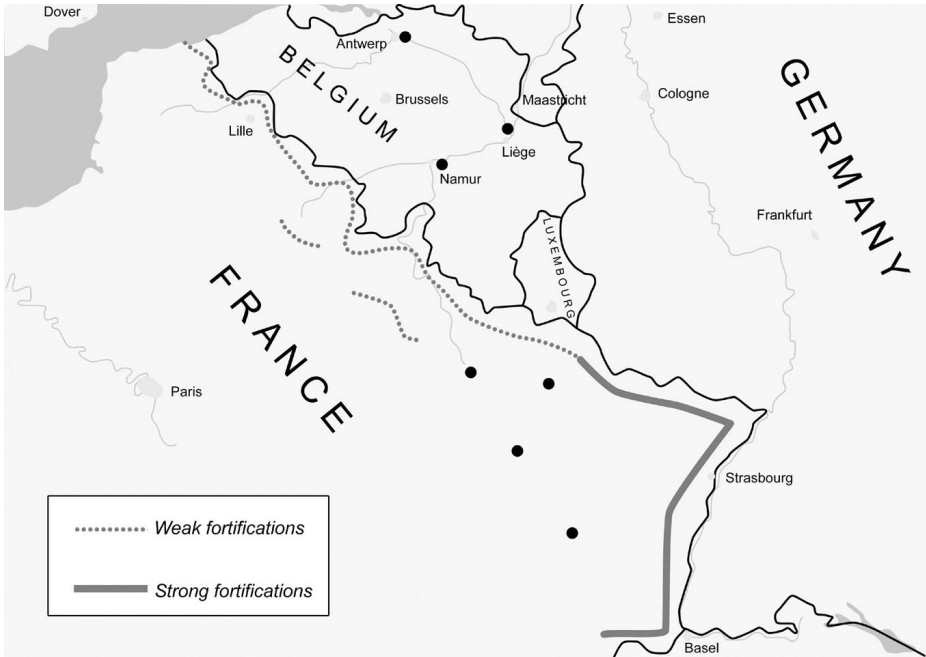 Dover
Essen
Antwerp
BELGIUM
GERMANY
Brussels
Maastricht
Cologne
Lille
Liège
Namur
Frankfurt
LUXEMBOURG
FRANCE
Paris
Strasbourg
Weak fortifications
Strong fortifications
Basel